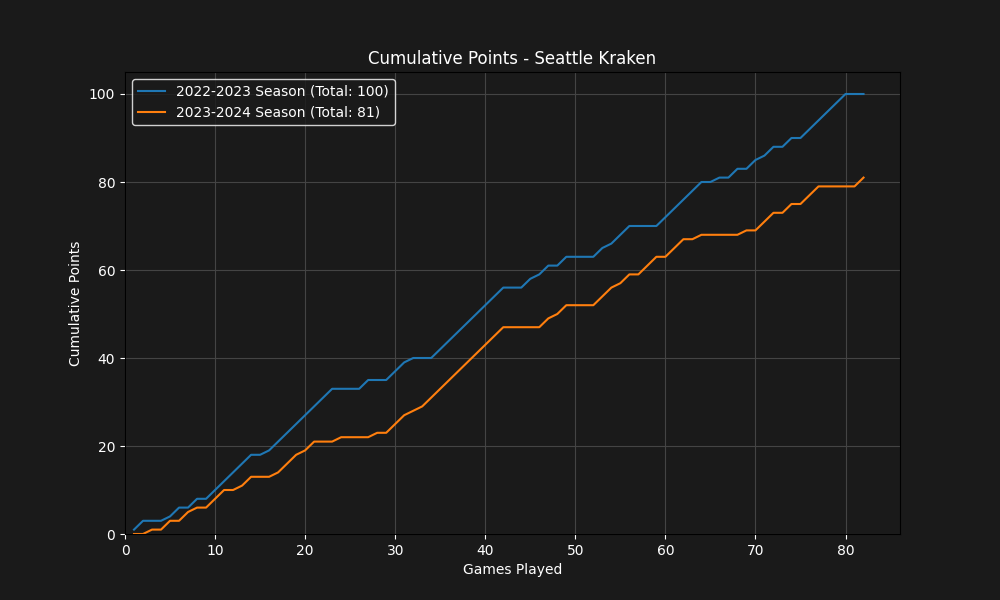 Cumulative Points - Seattle Kraken
2022-2023 Season (Total: 100)
2023-2024 Season (Total: 81)
Cumulative Points
100
80
60
40
20
0
0 10 20 30 40 50 60 70 80
Games Played